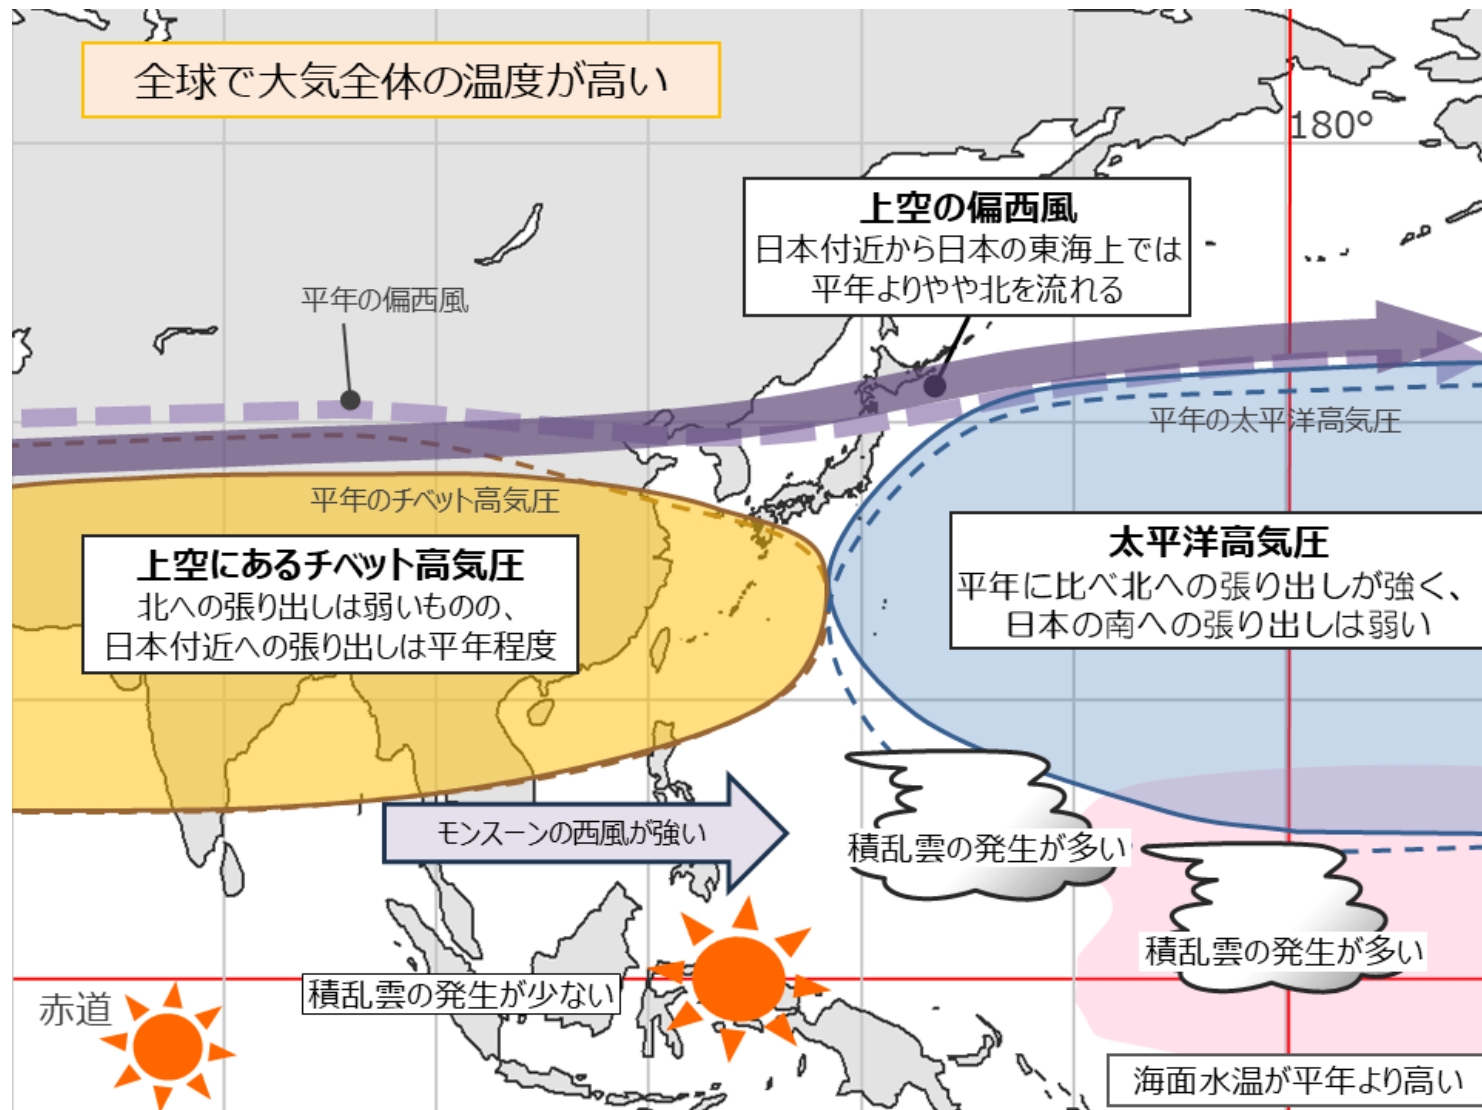 全球で大気全体の温度が高い
180°
上空の偏西風
日本付近から日本の東海上では
平年よりやや北を流れる
平年の偏西風
平年の太平洋高気圧
平年のチベット高気圧
上空にあるチベット高気圧
北への張り出しは弱いものの、
日本付近への張り出しは平年程度
太平洋高気圧
平年に比べ北への張り出しが強く、
日本の南への張り出しは弱い
モンスーンの西風が強い
積乱雲の発生が多い
積乱雲の発生が多い
積乱雲の発生が少ない
赤道
海面水温が平年より高い